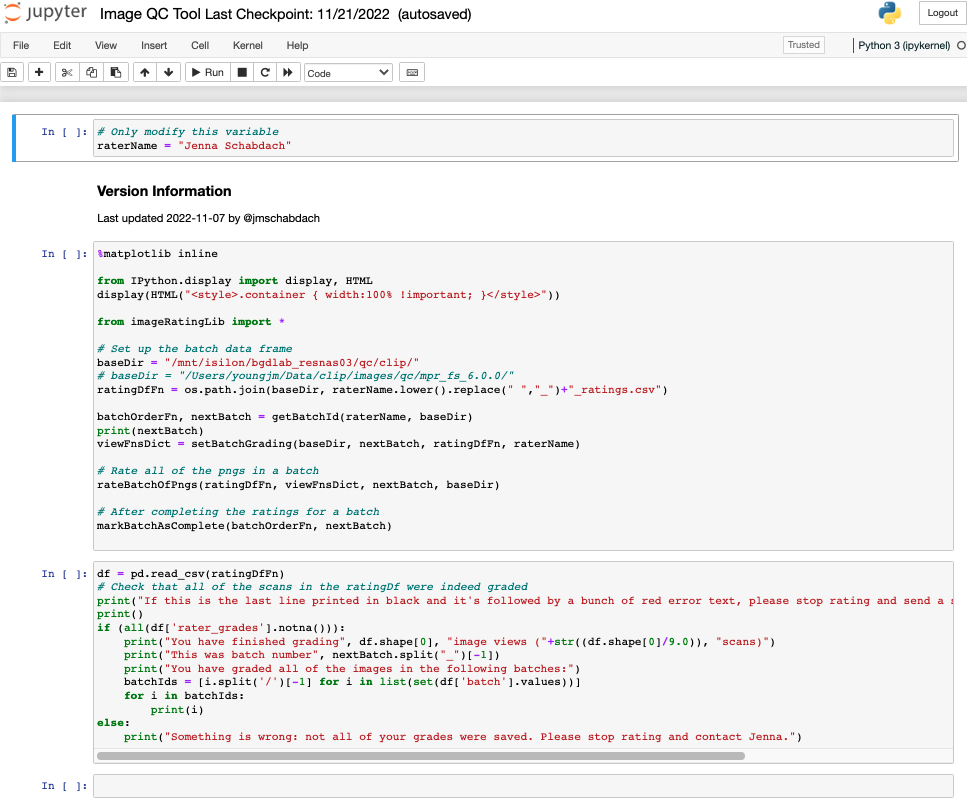 jupyter Image QC Tool Last Checkpoint: 11/21/2022 (autosaved) Logout
File Edit View Insert Cell Kernel Help Trusted Python 3 (ipykernel)
Run Code
In [ ]: # Only modify this variable
raterName = "Jenna Schabdach"
Version Information
Last updated 2022-11-07 by @jmschabdach
In [ ]: %matplotlib inline
from IPython.display import display, HTML
display(HTML("<style>.container { width:100% !important; }</style>"))
from imageRatingLib import *
# Set up the batch data frame
baseDir = "/mnt/isilon/bgdlab_resnas03/qc/clip/"
# baseDir = "/Users/youngjm/Data/clip/images/qc/mpr_fs_6.0.0/"
ratingDfFn = os.path.join(baseDir, raterName.lower().replace(" ","_")+"_ratings.csv")
batchOrderFn, nextBatch = getBatchId(raterName, baseDir)
print(nextBatch)
viewFnsDict = setBatchGrading(baseDir, nextBatch, ratingDfFn, raterName)
# Rate all of the pngs in a batch
rateBatchOfPngs(ratingDfFn, viewFnsDict, nextBatch, baseDir)
# After completing the ratings for a batch
markBatchAsComplete(batchOrderFn, nextBatch)
In [ ]: df = pd.read_csv(ratingDfFn)
# Check that all of the scans in the ratingDf were indeed graded
print("If this is the last line printed in black and it's followed by a bunch of red error text, please stop rating and send a
print()
if (all(df['rater_grades'].notna())):
    print("You have finished grading", df.shape[0], "image views ("+str((df.shape[0]/9.0)), "scans)")
    print("This was batch number", nextBatch.split("_")[-1])
    print("You have graded all of the images in the following batches:")
    batchIds = [i.split('/')[-1] for i in list(set(df['batch'].values))]
    for i in batchIds:
        print(i)
else:
    print("Something is wrong: not all of your grades were saved. Please stop rating and contact Jenna.")
In [ ]: